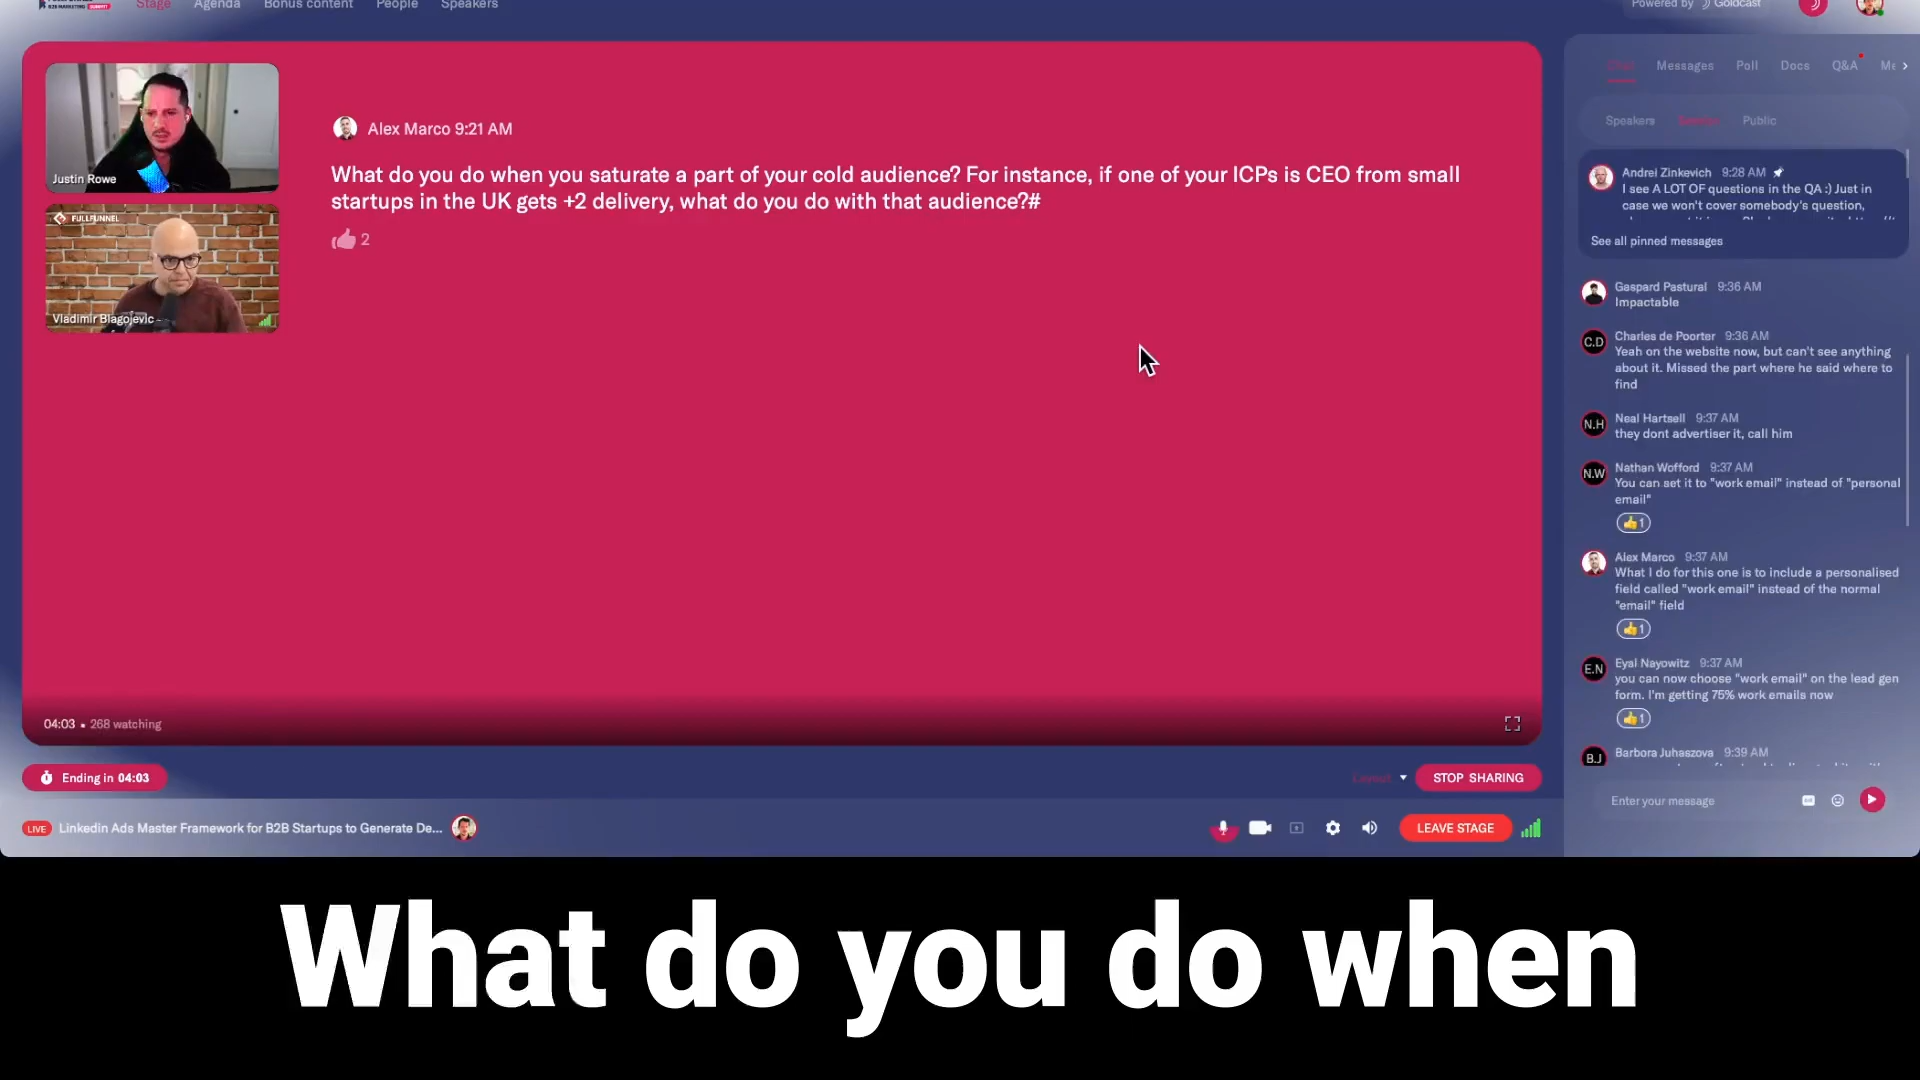 B2B MARKETING SUMMIT
Stage
Agenda
Bonus content
People
Speakers
Powered by Goldcast
Justin Rowe
FULLFUNNEL
Vladimir Blagojevic
Alex Marco 9:21 AM
What do you do when you saturate a part of your cold audience? For instance, if one of your ICPs is CEO from small
startups in the UK gets +2 delivery, what do you do with that audience?#
2
04:03 • 268 watching
Ending in 04:03
Layout
STOP SHARING
LIVE
Linkedin Ads Master Framework for B2B Startups to Generate De...
LEAVE STAGE
Messages
Poll
Docs
Q&A
Me
Speakers
Public
Andrei Zinkevich 9:28 AM
I see A LOT OF questions in the QA :) Just in
case we won't cover somebody's question,
See all pinned messages
Gaspard Pastural 9:36 AM
Impactable
C.D
Charles de Poorter 9:36 AM
Yeah on the website now, but can't see anything
about it. Missed the part where he said where to
find
N.H
Neal Hartsell 9:37 AM
they dont advertiser it, call him
N.W
Nathan Wofford 9:37 AM
You can set it to "work email" instead of "personal
email"
1
Alex Marco 9:37 AM
What I do for this one is to include a personalised
field called "work email" instead of the normal
"email" field
1
E.N
Eyal Nayowitz 9:37 AM
you can now choose "work email" on the lead gen
form. I'm getting 75% work emails now
1
B.J
Barbora Juhaszova 9:39 AM
Enter your message
What do you do when